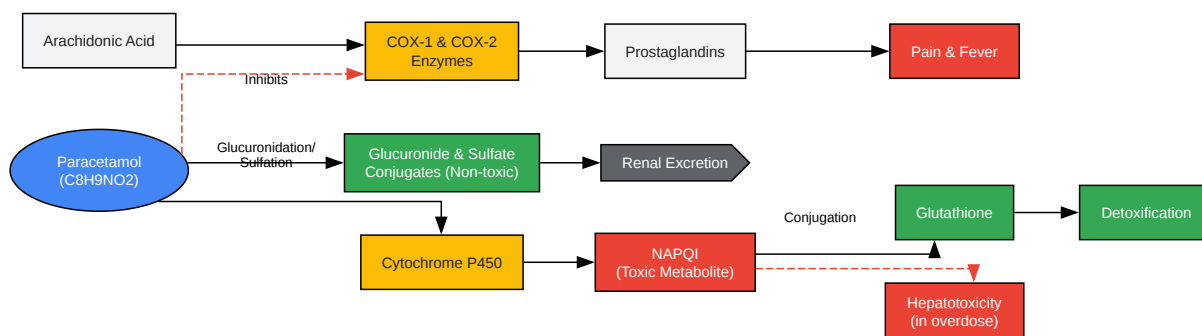 Arachidonic Acid
COX-1 & COX-2
Enzymes
Prostaglandins
Pain & Fever
Inhibits
Paracetamol
(C8H9NO2)
Glucuronidation/
Sulfation
Glucuronide & Sulfate
Conjugates (Non-toxic)
Renal Excretion
Cytochrome P450
NAPQI
(Toxic Metabolite)
Conjugation
Glutathione
Detoxification
Hepatotoxicity
(in overdose)